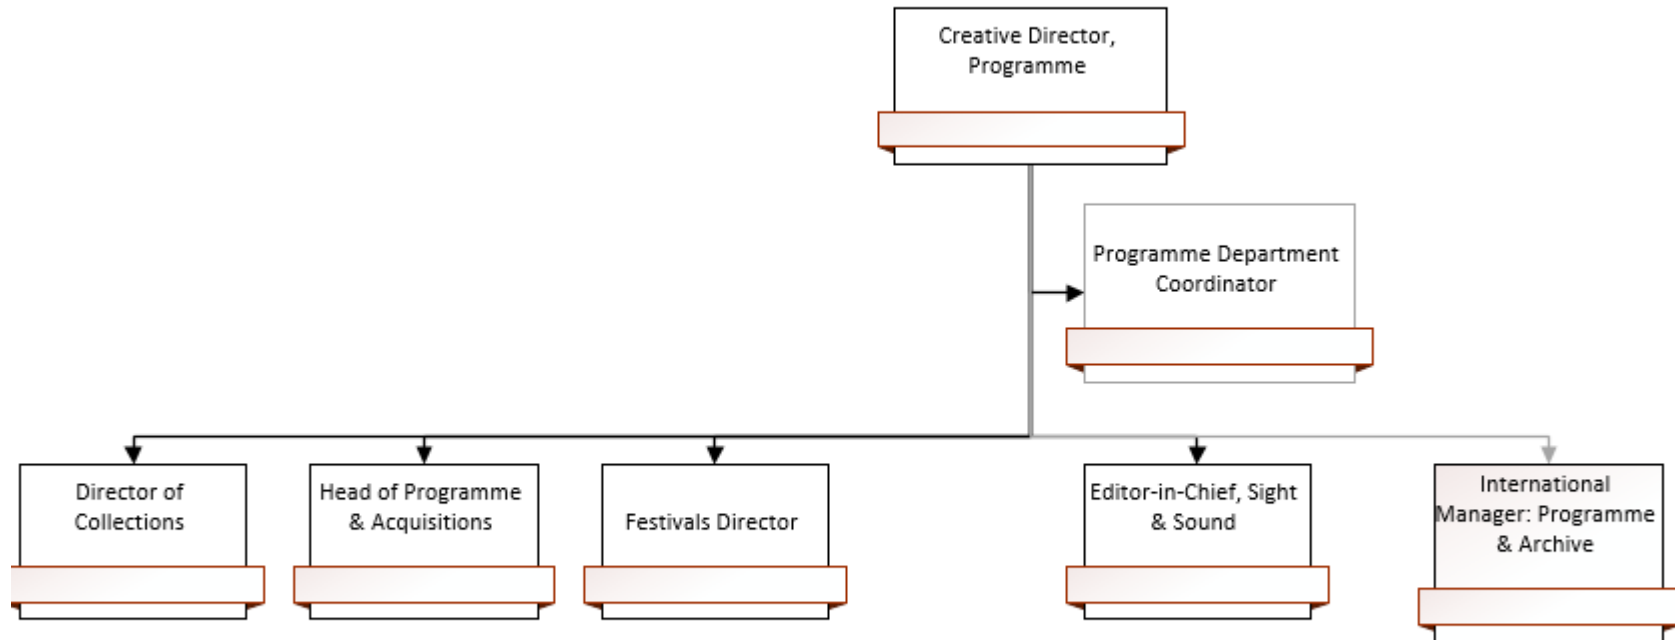 Creative Director,
Programme
Programme Department
Coordinator
Director of
Collections
Head of Programme
& Acquisitions
Festivals Director
Editor-in-Chief, Sight
& Sound
International
Manager: Programme
& Archive